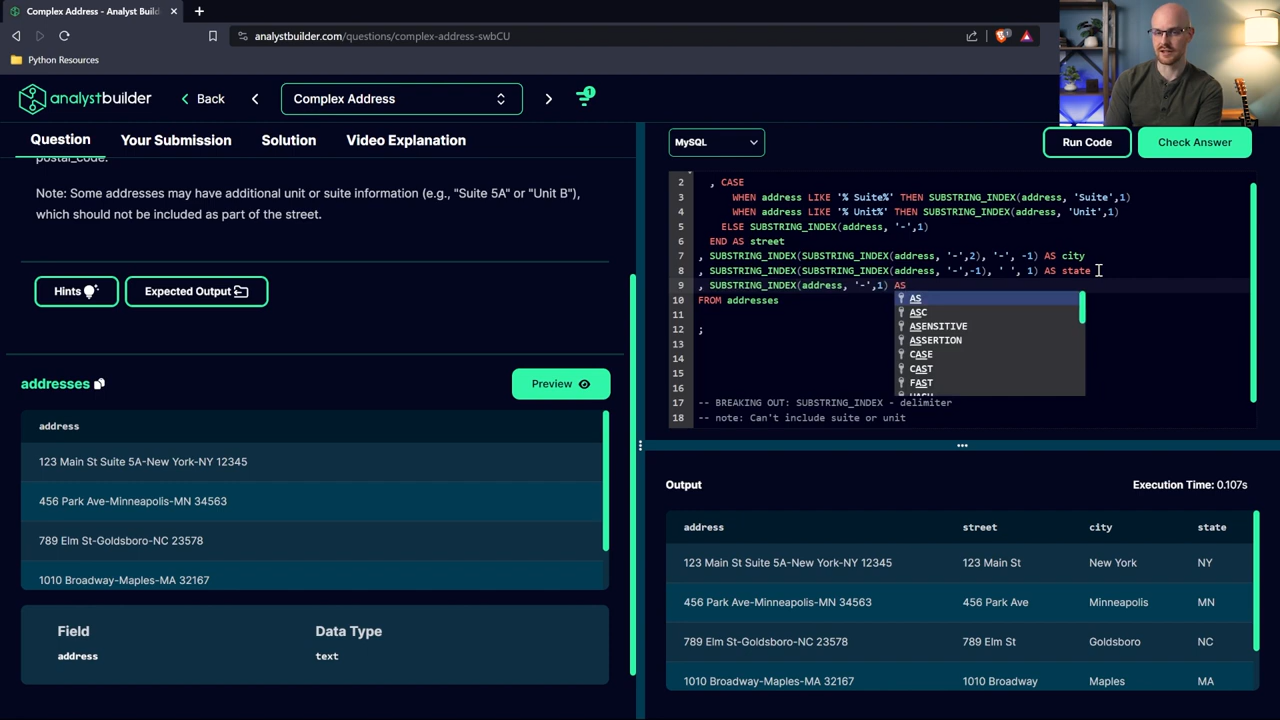 Complex Address - Analyst Build
analystbuilder.com/questions/complex-address-swbCU
1
Python Resources
analystbuilder
Back
Complex Address
1
Question
Your Submission
Solution
Video Explanation
postal_code.
Note: Some addresses may have additional unit or suite information (e.g., "Suite 5A" or "Unit B"),
which should not be included as part of the street.
Hints
Expected Output
addresses
Preview
address
123 Main St Suite 5A-New York-NY 12345
456 Park Ave-Minneapolis-MN 34563
789 Elm St-Goldsboro-NC 23578
1010 Broadway-Maples-MA 32167
Field
Data Type
address
text
MySQL
Run Code
Check Answer
2 , CASE
3 WHEN address LIKE '% Suite%' THEN SUBSTRING_INDEX(address, 'Suite',1)
4 WHEN address LIKE '% Unit%' THEN SUBSTRING_INDEX(address, 'Unit',1)
5 ELSE SUBSTRING_INDEX(address, '-',1)
6 END AS street
7 , SUBSTRING_INDEX(SUBSTRING_INDEX(address, '-',2), '-', -1) AS city
8 , SUBSTRING_INDEX(SUBSTRING_INDEX(address, '-',-1), ' ', 1) AS state
9 , SUBSTRING_INDEX(address, '-',1) AS
10 FROM addresses
11
12 ;
13
14
15
16
17 -- BREAKING OUT: SUBSTRING_INDEX - delimiter
18 -- note: Can't include suite or unit
AS
ASC
ASENSITIVE
ASSERTION
CASE
CAST
FAST
Output
Execution Time: 0.107s
address street city state
123 Main St Suite 5A-New York-NY 12345 123 Main St New York NY
456 Park Ave-Minneapolis-MN 34563 456 Park Ave Minneapolis MN
789 Elm St-Goldsboro-NC 23578 789 Elm St Goldsboro NC
1010 Broadway-Maples-MA 32167 1010 Broadway Maples MA